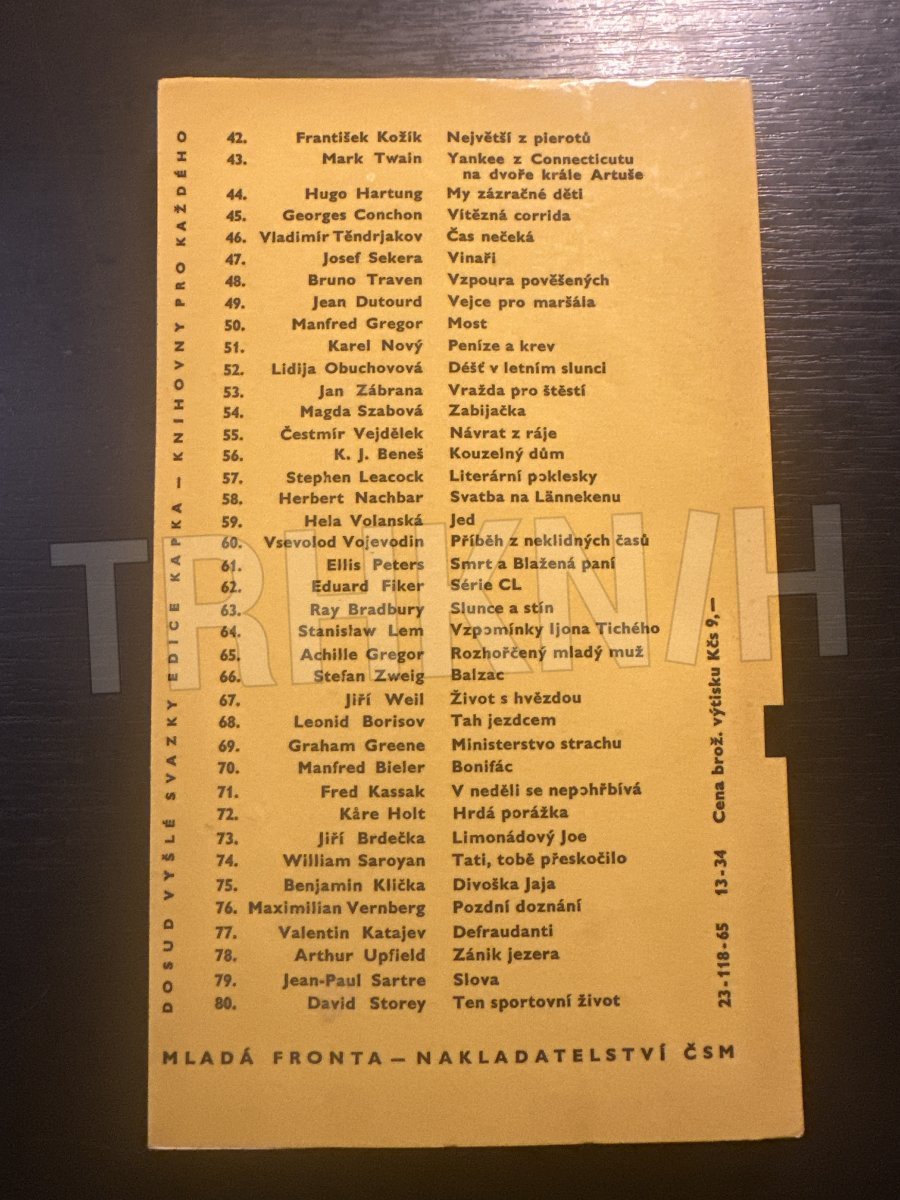 DOSUD VYŠLÉ SVAZKY EDICE KAPKA — KNIHOVNY PRO KAŽDÉHO
42. František Kožík Největší z pierotů
43. Mark Twain Yankee z Connecticutu
na dvoře krále Artuše
44. Hugo Hartung My zázračné děti
45. Georges Conchon Vítězná corrida
46. Vladimír Těndrjakov Čas nečeká
47. Josef Sekera Vinaři
48. Bruno Traven Vzpoura pověšených
49. Jean Dutourd Vejce pro maršála
50. Manfred Gregor Most
51. Karel Nový Peníze a krev
52. Lidija Obuchovová Déšť v letním slunci
53. Jan Zábrana Vražda pro štěstí
54. Magda Szabová Zabijačka
55. Čestmír Vejdělek Návrat z ráje
56. K. J. Beneš Kouzelný dům
57. Stephen Leacock Literární poklesky
58. Herbert Nachbar Svatba na Lännekenu
59. Hela Volanská Jed
60. Vsevolod Vojevodin Příběh z neklidných časů
61. Ellis Peters Smrt a Blažená paní
62. Eduard Fiker Série CL
63. Ray Bradbury Slunce a stín
64. Stanislaw Lem Vzpomínky Ijona Tichého
65. Achille Gregor Rozhořčený mladý muž
66. Stefan Zweig Balzac
67. Jiří Weil Život s hvězdou
68. Leonid Borisov Tah jezdcem
69. Graham Greene Ministerstvo strachu
70. Manfred Bieler Bonifác
71. Fred Kassak V neděli se nepohřbívá
72. Kåre Holt Hrdá porážka
73. Jiří Brdečka Limonádový Joe
74. William Saroyan Tati, tobě přeskočilo
75. Benjamin Klička Divoška Jaja
76. Maximilian Vernberg Pozdní doznání
77. Valentin Katajev Defraudanti
78. Arthur Upfield Zánik jezera
79. Jean-Paul Sartre Slova
80. David Storey Ten sportovní život
23-118-65 13-34 Cena brož. výtisku Kčs 9,—
MLADÁ FRONTA — NAKLADATELSTVÍ ČSM
TRHKNIH